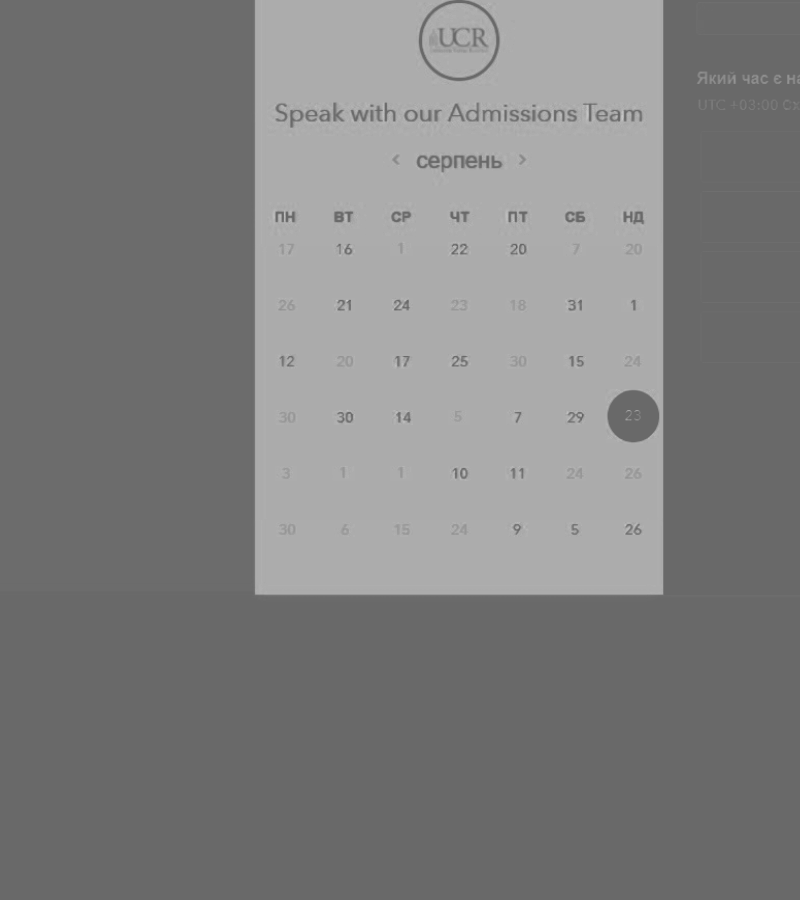 UCR
Який час є на
Speak with our Admissions Team
UTC +03:00 Сх
< серпень >
ПН ВТ СР ЧТ ПТ СБ НД
17 16 1 22 20 7 20
26 21 24 23 18 31 1
12 20 17 25 30 15 24
30 30 14 5 7 29 23
3 1 1 10 11 24 26
30 6 15 24 9 5 26